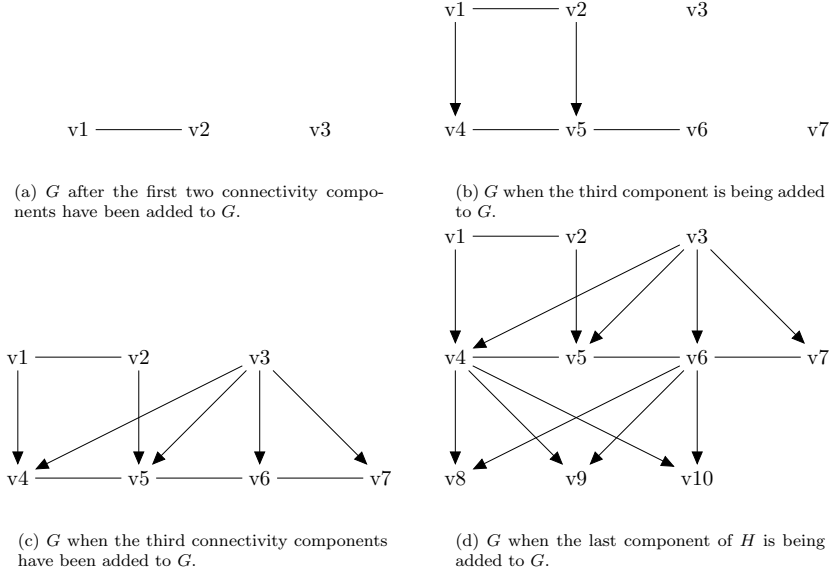 v1 v2 v3
v4 v5 v6 v7
v1 v2 v3
(a) G after the first two connectivity compo-
nents have been added to G.
(b) G when the third component is being added
to G.
v1 v2 v3
v4 v5 v6 v7
(c) G when the third connectivity components
have been added to G.
v1 v2 v3
v4 v5 v6 v7
v8 v9 v10
(d) G when the last component of H is being
added to G.